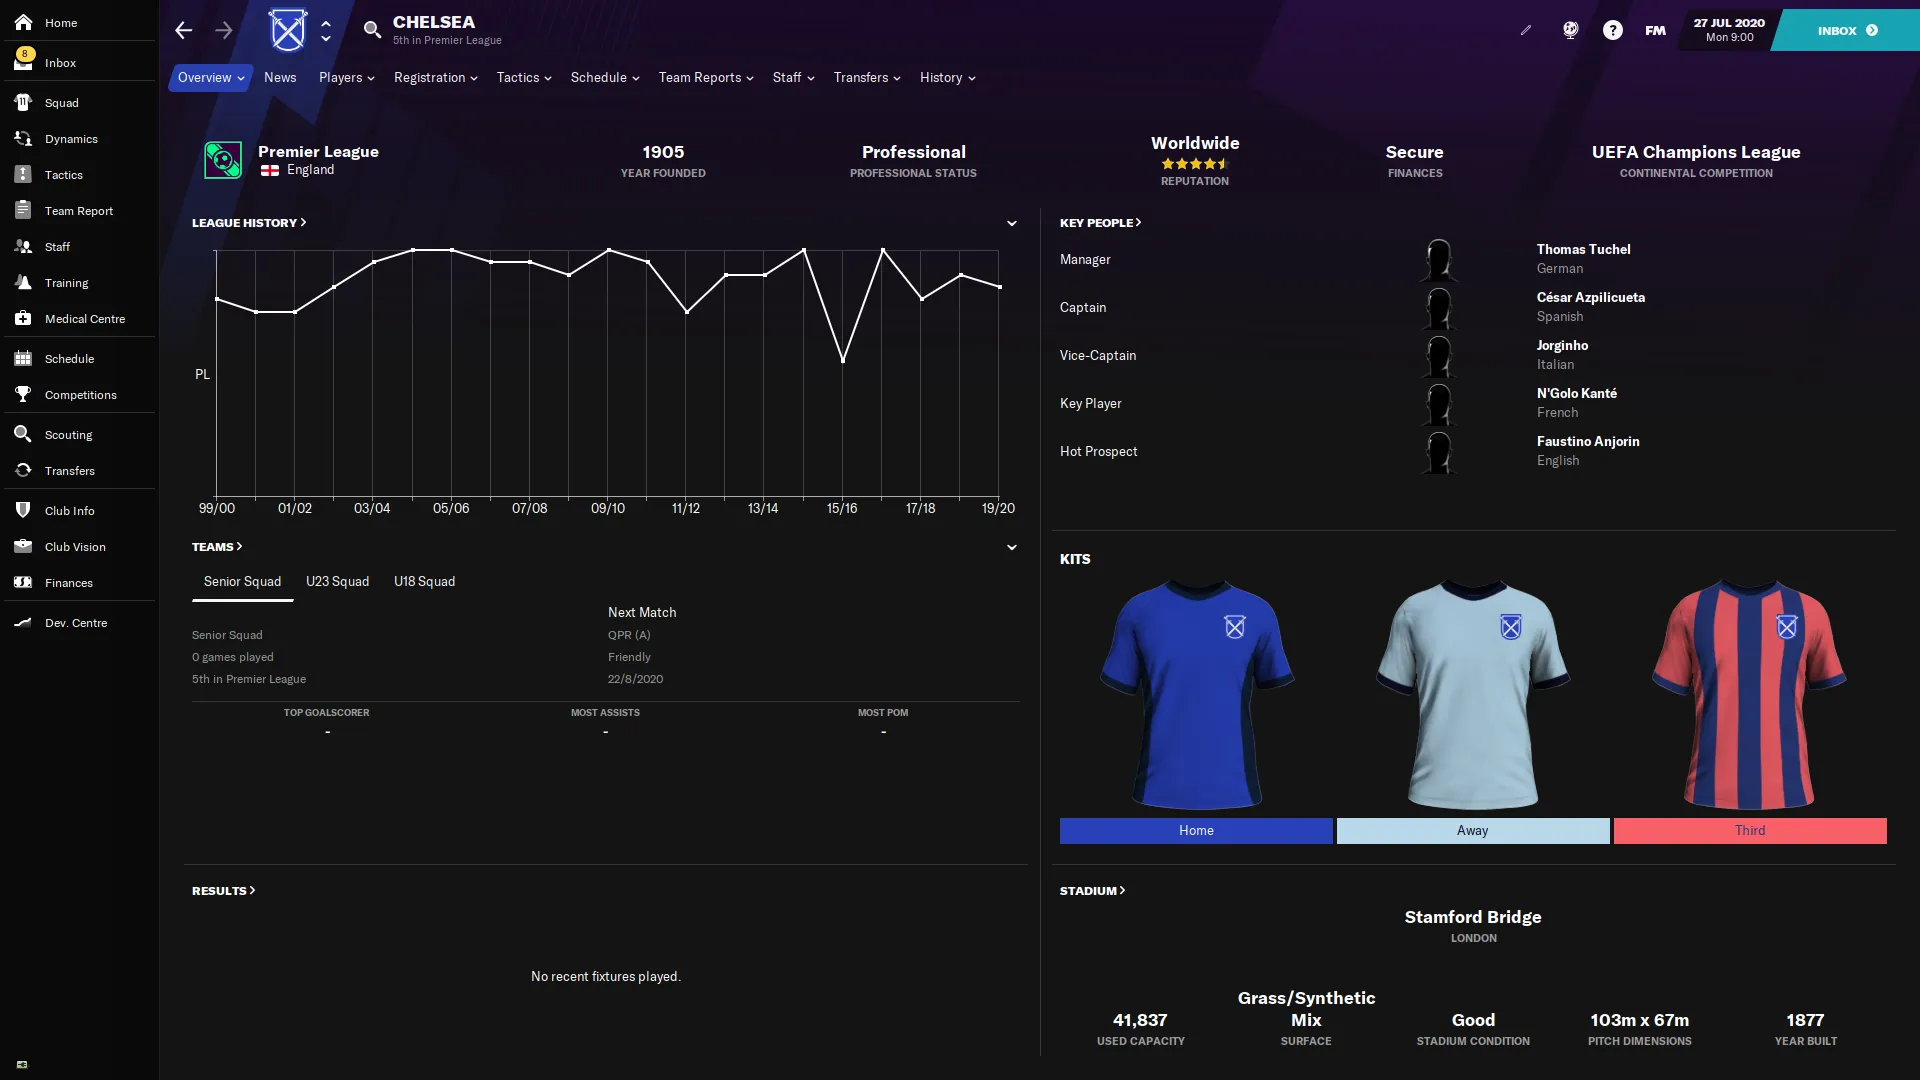 Home
8
Inbox
Squad
Dynamics
Tactics
Team Report
Staff
Training
Medical Centre
Schedule
Competitions
Scouting
Transfers
Club Info
Club Vision
Finances
Dev. Centre
CHELSEA
5th in Premier League
?
FM
27 JUL 2020
Mon 9:00
INBOX
Overview
News
Players
Registration
Tactics
Schedule
Team Reports
Staff
Transfers
History
Premier League
England
1905
YEAR FOUNDED
Professional
PROFESSIONAL STATUS
Worldwide
REPUTATION
Secure
FINANCES
UEFA Champions League
CONTINENTAL COMPETITION
LEAGUE HISTORY
PL
99/00 01/02 03/04 05/06 07/08 09/10 11/12 13/14 15/16 17/18 19/20
TEAMS
Senior Squad U23 Squad U18 Squad
Next Match
Senior Squad
QPR (A)
0 games played
Friendly
5th in Premier League
22/8/2020
TOP GOALSCORER
-
MOST ASSISTS
-
MOST POM
-
RESULTS
No recent fixtures played.
KEY PEOPLE
Manager
Thomas Tuchel
German
Captain
César Azpilicueta
Spanish
Vice-Captain
Jorginho
Italian
Key Player
N'Golo Kanté
French
Hot Prospect
Faustino Anjorin
English
KITS
Home
Away
Third
STADIUM
Stamford Bridge
LONDON
41,837
USED CAPACITY
Grass/Synthetic
Mix
SURFACE
Good
STADIUM CONDITION
103m x 67m
PITCH DIMENSIONS
1877
YEAR BUILT